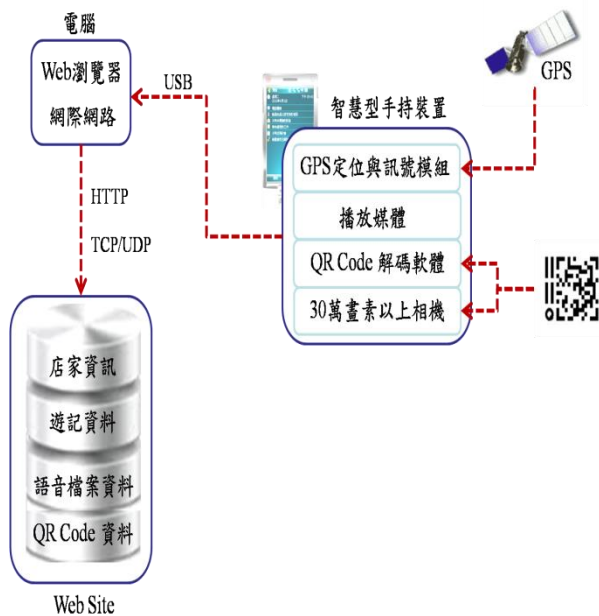 電腦
Web瀏覽器
網際網路
USB
智慧型手持裝置
GPS
GPS定位與訊號模組
播放媒體
QR Code 解碼軟體
30萬畫素以上相機
HTTP
TCP/UDP
店家資訊
遊記資料
語音檔案資料
QR Code 資料
Web Site